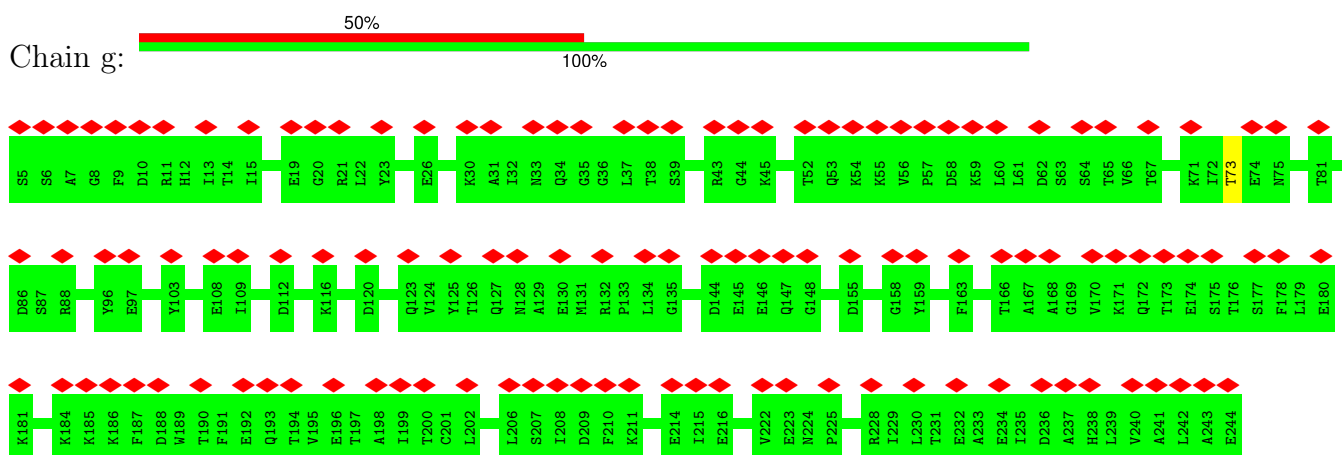 50%
Chain g:
100%
S5 S6 A7 G8 F9 D10 R11 H12 I13 T14 I15 E19 G20 R21 L22 Y23 E26 K30 A31 I32 N33 Q34 G35 G36 L37 T38 S39 R43 G44 K45 T52 Q53 K54 K55 V56 P57 D58 K59 L60 L61 D62 S63 S64 T65 V66 T67 K71 I72 T73 E74 N75 T81
D86 S87 R88 Y96 E97 Y103 E108 I109 D112 K116 D120 Q123 V124 Y125 T126 Q127 N128 A129 E130 M131 R132 P133 L134 G135 D144 E145 E146 Q147 G148 D155 G158 Y159 F163 T166 A167 A168 G169 V170 K171 Q172 T173 E174 S175 T176 S177 F178 L179 E180
K181 K184 K185 K186 F187 D188 W189 T190 F191 E192 Q193 T194 V195 E196 T197 A198 I199 T200 C201 L202 L206 S207 I208 D209 F210 K211 E214 I215 E216 V222 E223 N224 P225 R228 I229 L230 T231 E232 A233 E234 I235 D236 A237 H238 L239 V240 A241 L242 A243 E244